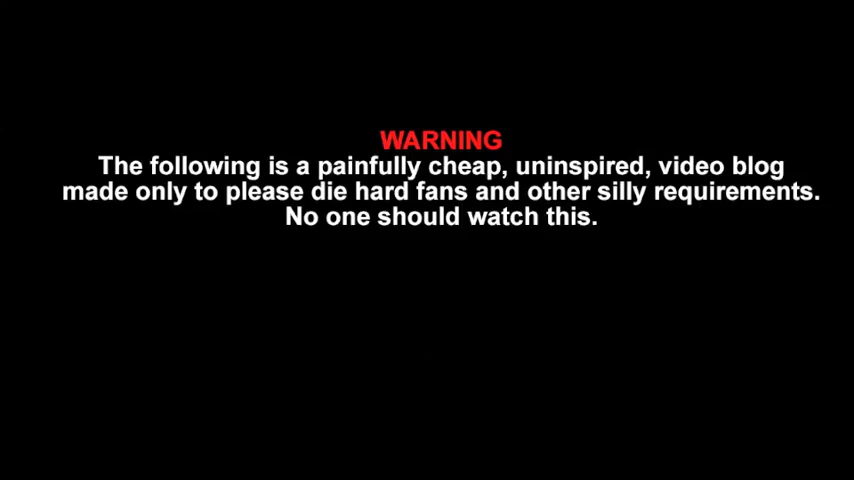 WARNING
The following is a painfully cheap, uninspired, video blog
made only to please die hard fans and other silly requirements.
No one should watch this.